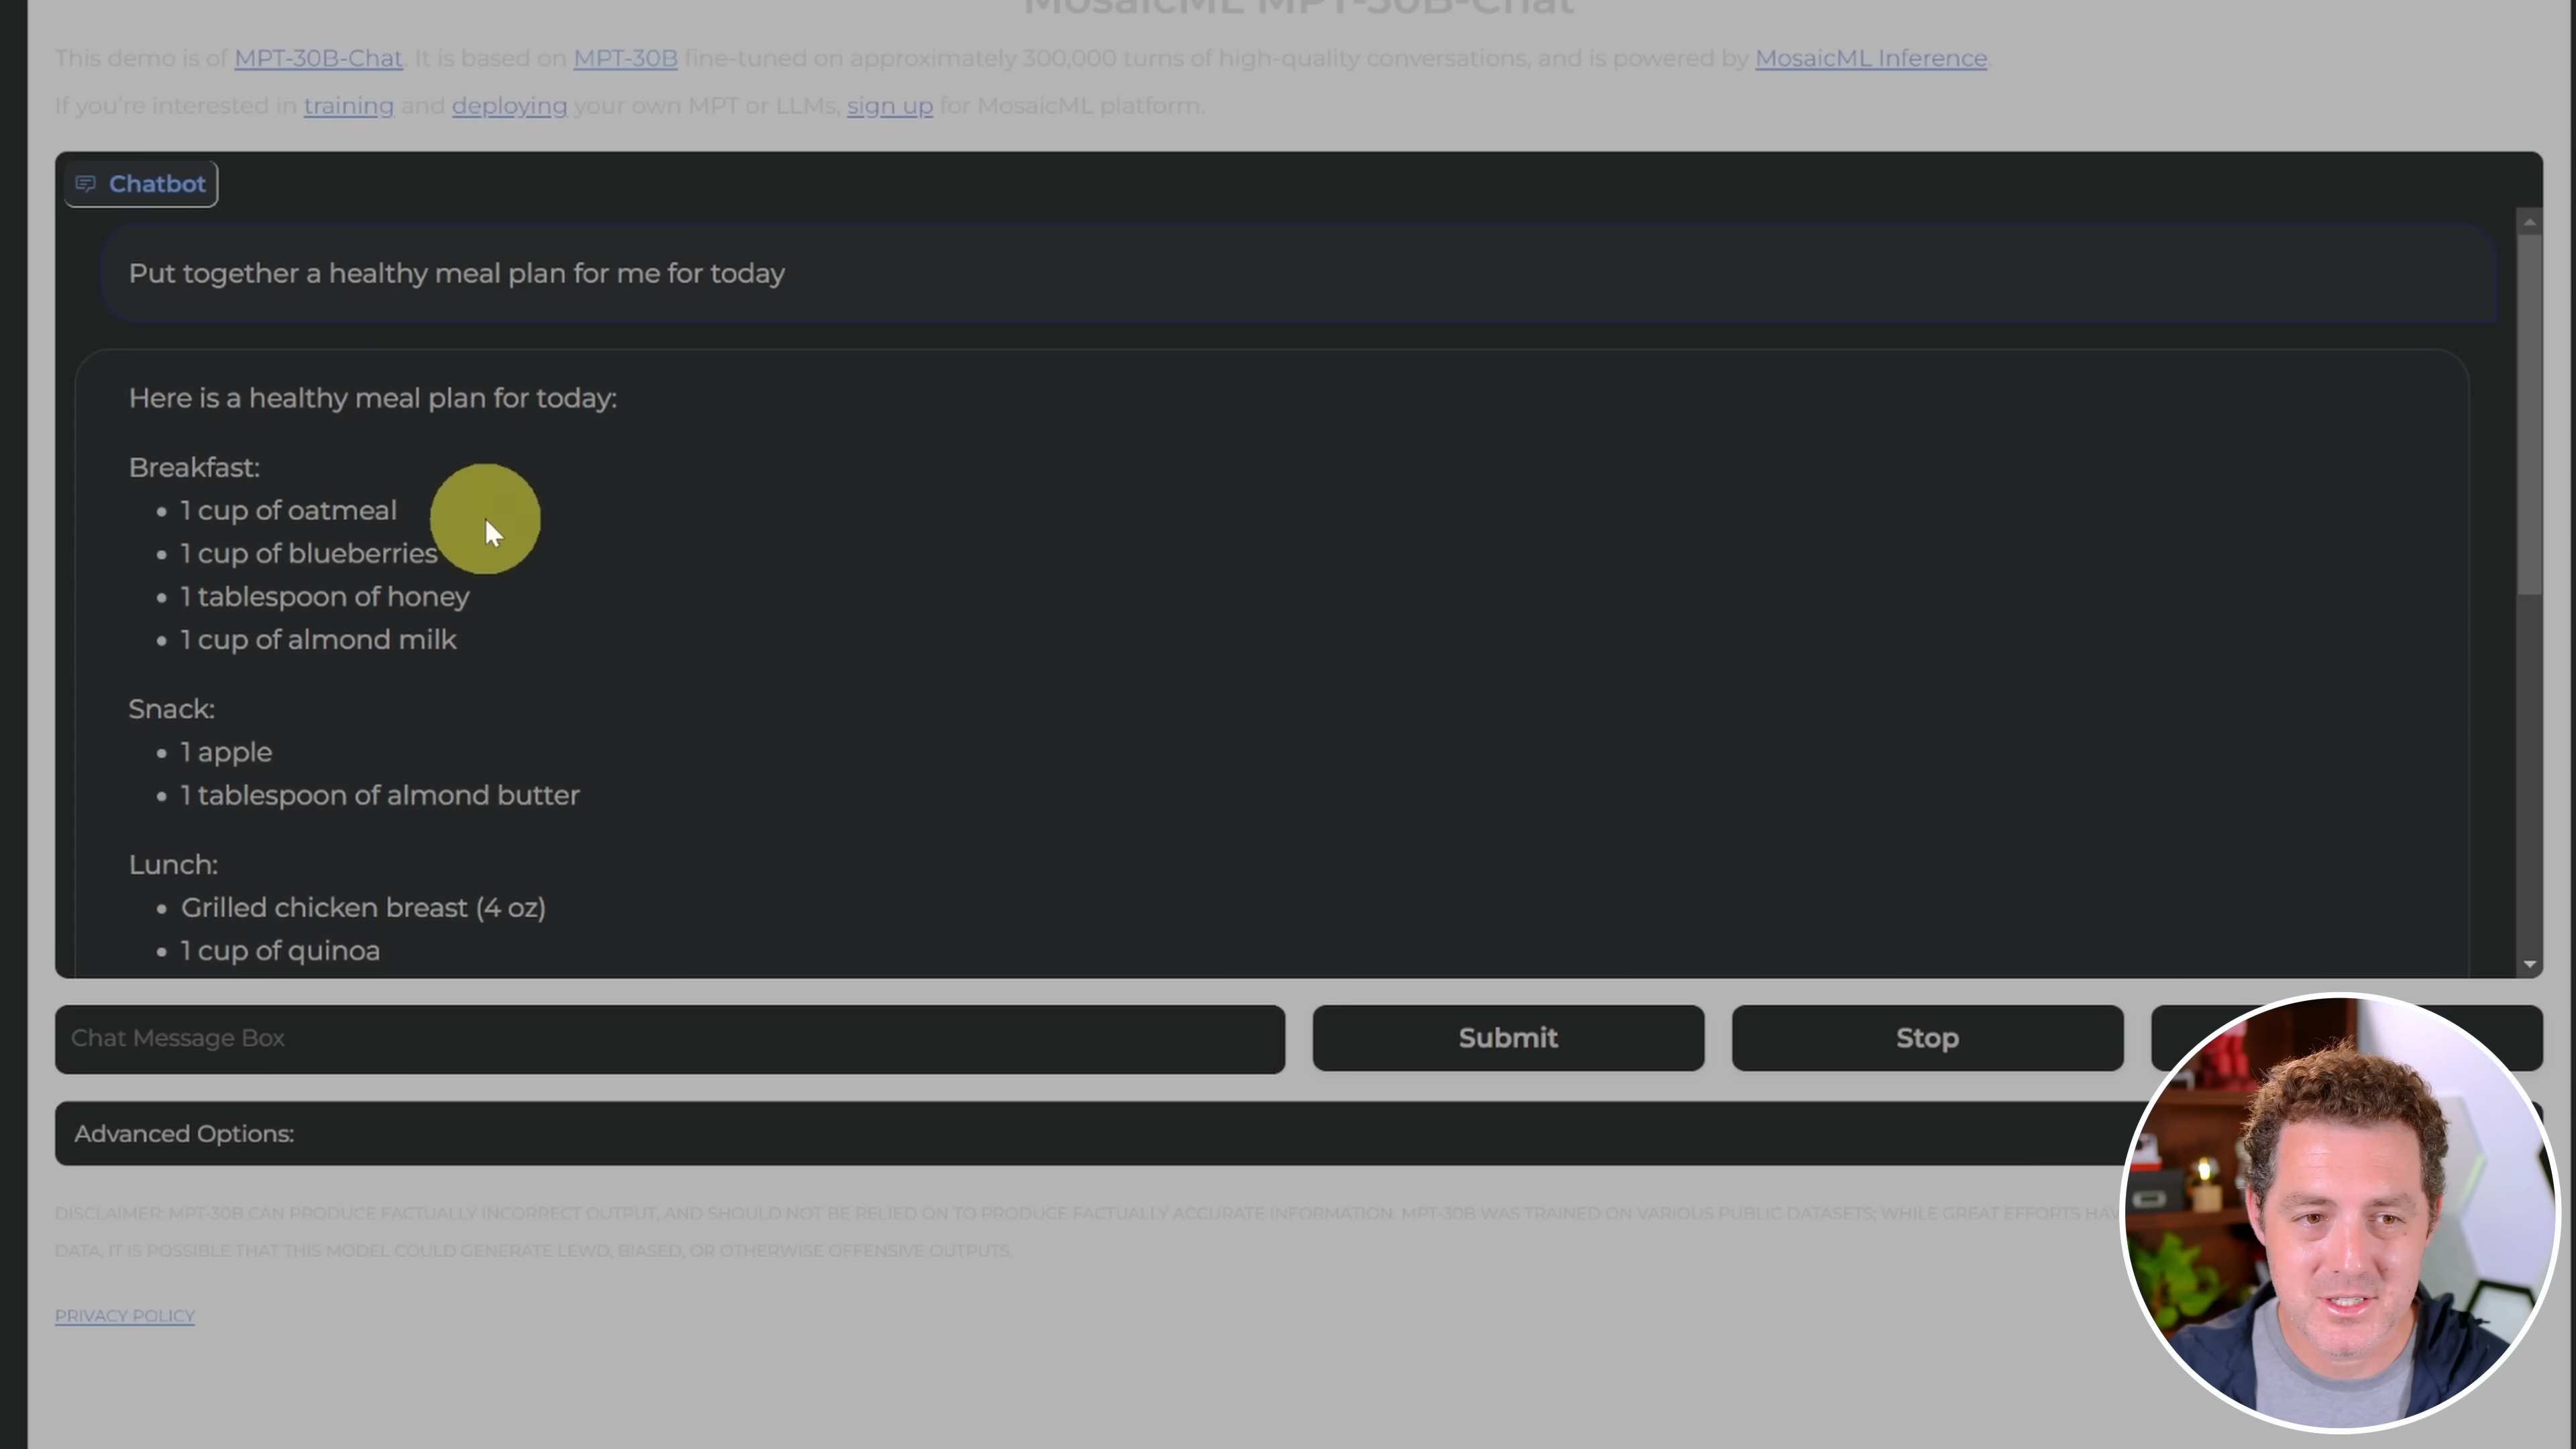 MosaicML MPT-30B-Chat
This demo is of MPT-30B-Chat. It is based on MPT-30B fine-tuned on approximately 300,000 turns of high-quality conversations, and is powered by MosaicML Inference.
If you're interested in training and deploying your own MPT or LLMs, sign up for MosaicML platform.
Chatbot
Put together a healthy meal plan for me for today
Here is a healthy meal plan for today:
Breakfast:
• 1 cup of oatmeal
• 1 cup of blueberries
• 1 tablespoon of honey
• 1 cup of almond milk
Snack:
• 1 apple
• 1 tablespoon of almond butter
Lunch:
• Grilled chicken breast (4 oz)
• 1 cup of quinoa
Chat Message Box
Submit
Stop
Advanced Options:
DISCLAIMER: MPT-30B CAN PRODUCE FACTUALLY INCORRECT OUTPUT, AND SHOULD NOT BE RELIED ON TO PRODUCE FACTUALLY ACCURATE INFORMATION. MPT-30B WAS TRAINED ON VARIOUS PUBLIC DATASETS; WHILE GREAT EFFORTS
DATA, IT IS POSSIBLE THAT THIS MODEL COULD GENERATE LEWD, BIASED, OR OTHERWISE OFFENSIVE OUTPUTS.
PRIVACY POLICY